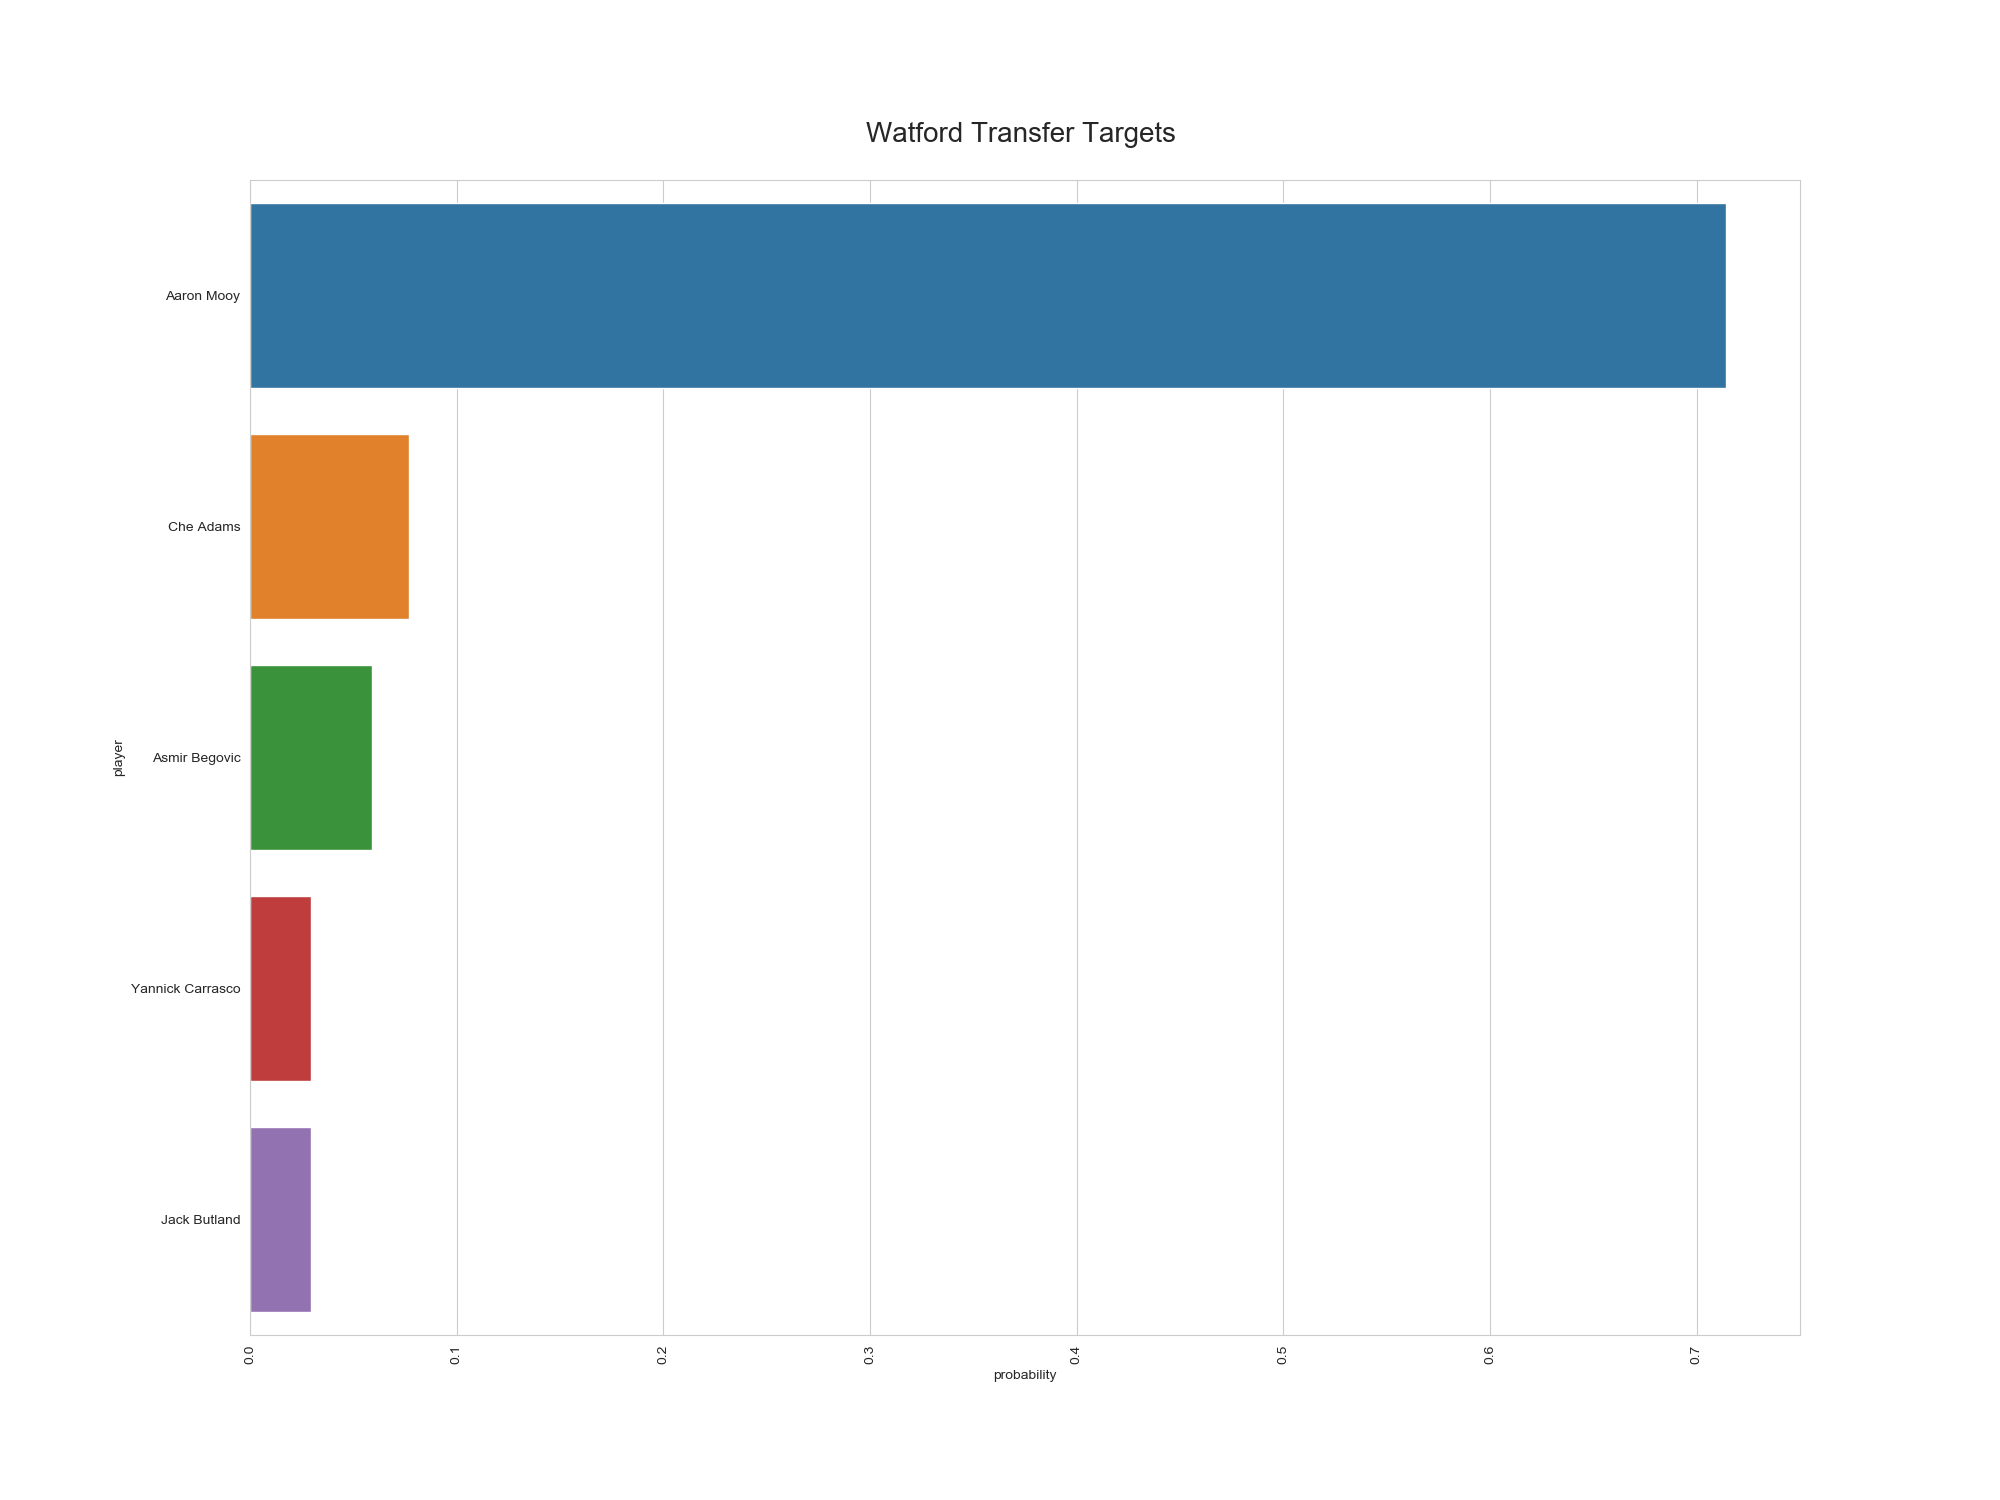 Watford Transfer Targets
Aaron Mooy
Che Adams
Asmir Begovic
Yannick Carrasco
Jack Butland
player
0.0
0.1
0.2
0.3
0.4
0.5
0.6
0.7
probability